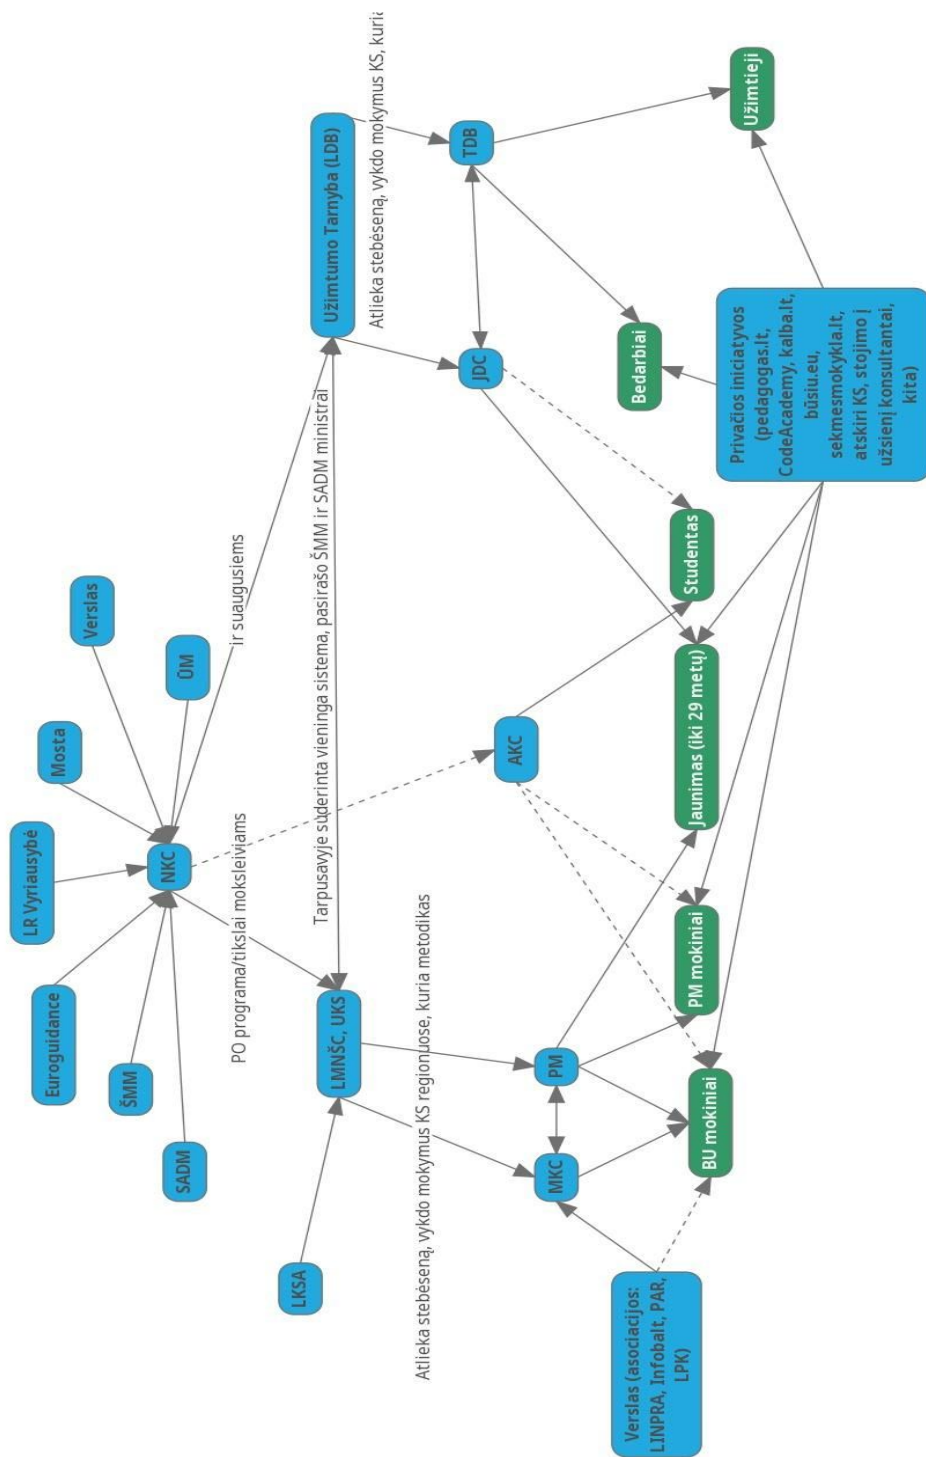 LR Vyriausybė
Euroguidance
Mosta
Verslas
ŠMM
NKC
ŪM
SADM
PO programa/tikslai moksleiviams
ir suaugusiems
LKSA
LMNŠC, UKS
Tarpusavyje suderinta vieninga sistema, pasirašo ŠMM ir SADM ministrai
Užimtumo Tarnyba (LDB)
Atlieka stebėseną, vykdo mokymus KS, kuria
Atlieka stebėseną, vykdo mokymus KS regionuose, kuria metodikas
MKC
PM
AKC
JDC
TDB
Verslas (asociacijos:
LINPRA, Infobalt, PAR,
LPK)
BU mokiniai
PM mokiniai
Jaunimas (iki 29 metų)
Studentas
Bedarbiai
Užimtieji
Privačios iniciatyvos
(pedagogas.lt,
CodeAcademy, kalba.lt,
būsiu.eu,
sekmesmokykla.lt,
atskiri KS, stojimo į
užsienį konsultantai,
kita)